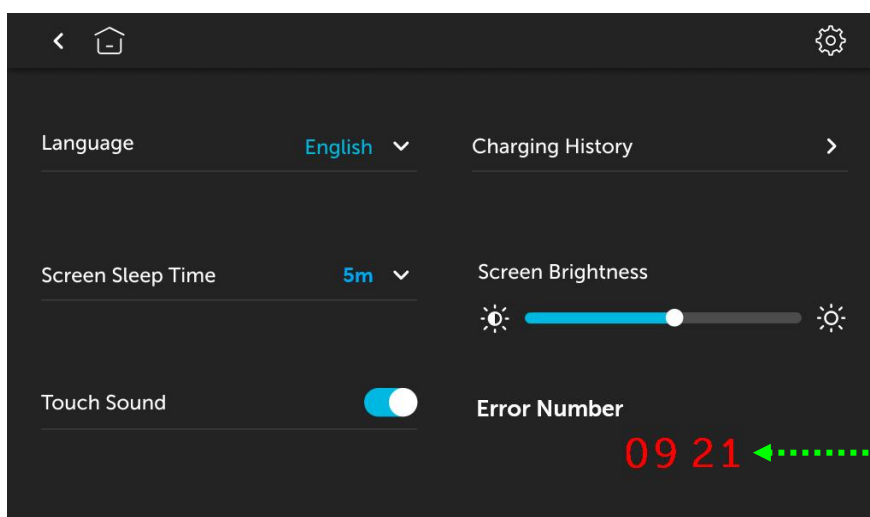 Language English Charging History
Screen Sleep Time 5m Screen Brightness
Touch Sound Error Number
09 21